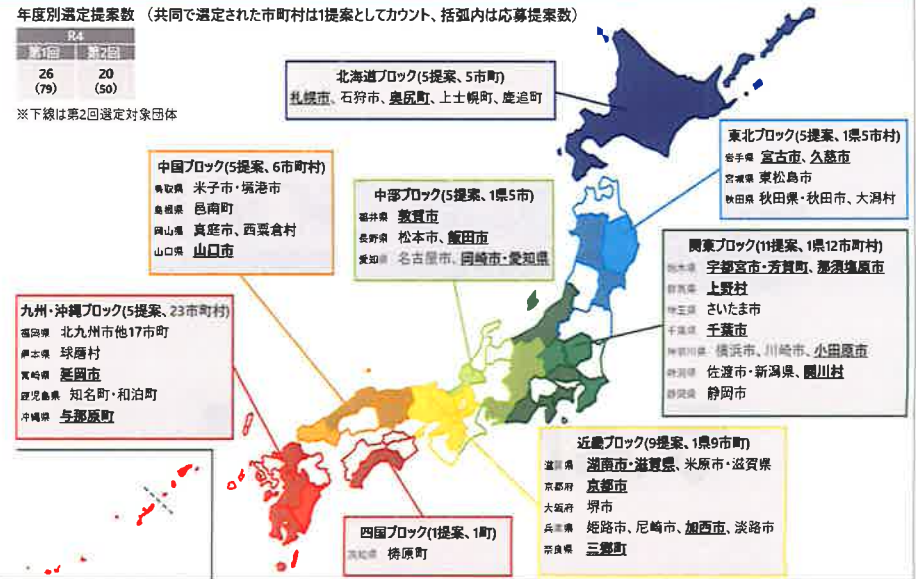 年度別選定提案数 （共同で選定された市町村は1提案としてカウント、括弧内は応募提案数）
R4
第1回 第2回
26 20
(79) (50)
※下線は第2回選定対象団体
北海道ブロック(5提案、5市町)
札幌市、石狩市、奥尻町、上士幌町、鹿追町
東北ブロック(5提案、1県5市村)
岩手県 宮古市、久慈市
宮城県 東松島市
秋田県 秋田県・秋田市、大潟村
中国ブロック(5提案、6市町村)
鳥取県 米子市・境港市
島根県 邑南町
岡山県 真庭市、西粟倉村
山口県 山口市
中部ブロック(5提案、1県5市)
福井県 敦賀市
長野県 松本市、飯田市
愛知県 名古屋市、岡崎市・愛知県
関東ブロック(11提案、1県12市町村)
栃木県 宇都宮市・芳賀町、那須塩原市
群馬県 上野村
埼玉県 さいたま市
千葉県 千葉市
神奈川県 横浜市、川崎市、小田原市
新潟県 佐渡市・新潟県、関川村
静岡県 静岡市
九州・沖縄ブロック(5提案、23市町村)
福岡県 北九州市他17市町
熊本県 球磨村
宮崎県 延岡市
鹿児島県 知名町・和泊町
沖縄県 与那原町
近畿ブロック(9提案、1県9市町)
滋賀県 湖南市・滋賀県、米原市・滋賀県
京都府 京都市
大阪府 堺市
兵庫県 姫路市、尼崎市、加西市、淡路市
奈良県 三郷町
四国ブロック(1提案、1町)
高知県 梼原町